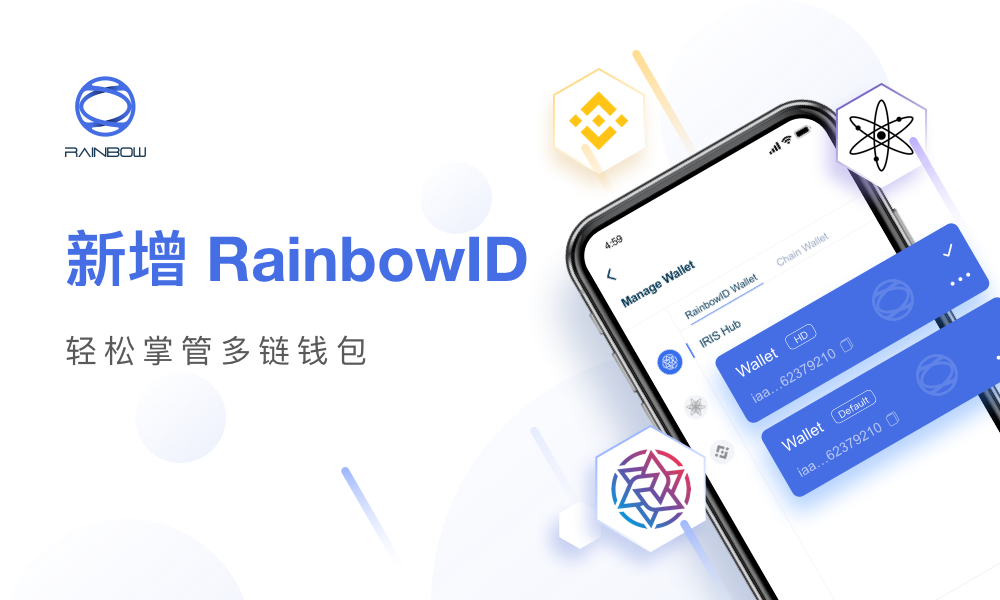 RAINBOW
新增 RainbowID
轻松掌管多链钱包
4:59
Manage Wallet
RainbowID Wallet
Chain Wallet
IRIS Hub
Wallet HD
iaa...62379210
Wallet Default
iaa...62379210